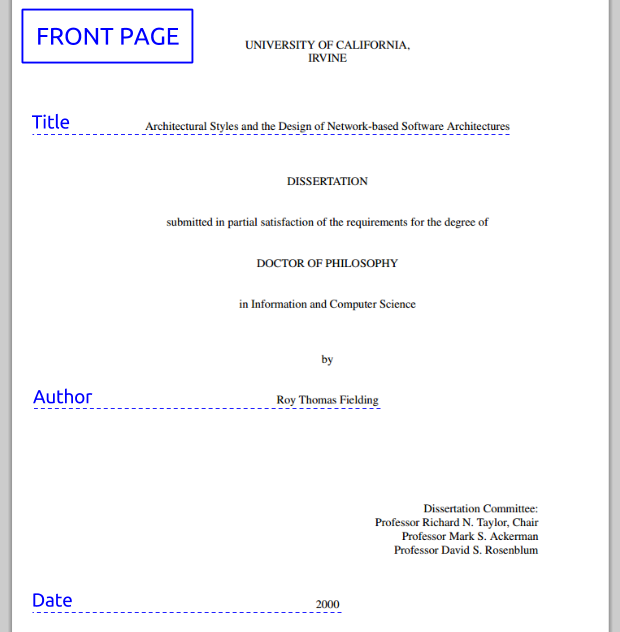 FRONT PAGE
UNIVERSITY OF CALIFORNIA,
IRVINE
Title
Architectural Styles and the Design of Network-based Software Architectures
DISSERTATION
submitted in partial satisfaction of the requirements for the degree of
DOCTOR OF PHILOSOPHY
in Information and Computer Science
by
Author
Roy Thomas Fielding
Dissertation Committee:
Professor Richard N. Taylor, Chair
Professor Mark S. Ackerman
Professor David S. Rosenblum
Date
2000